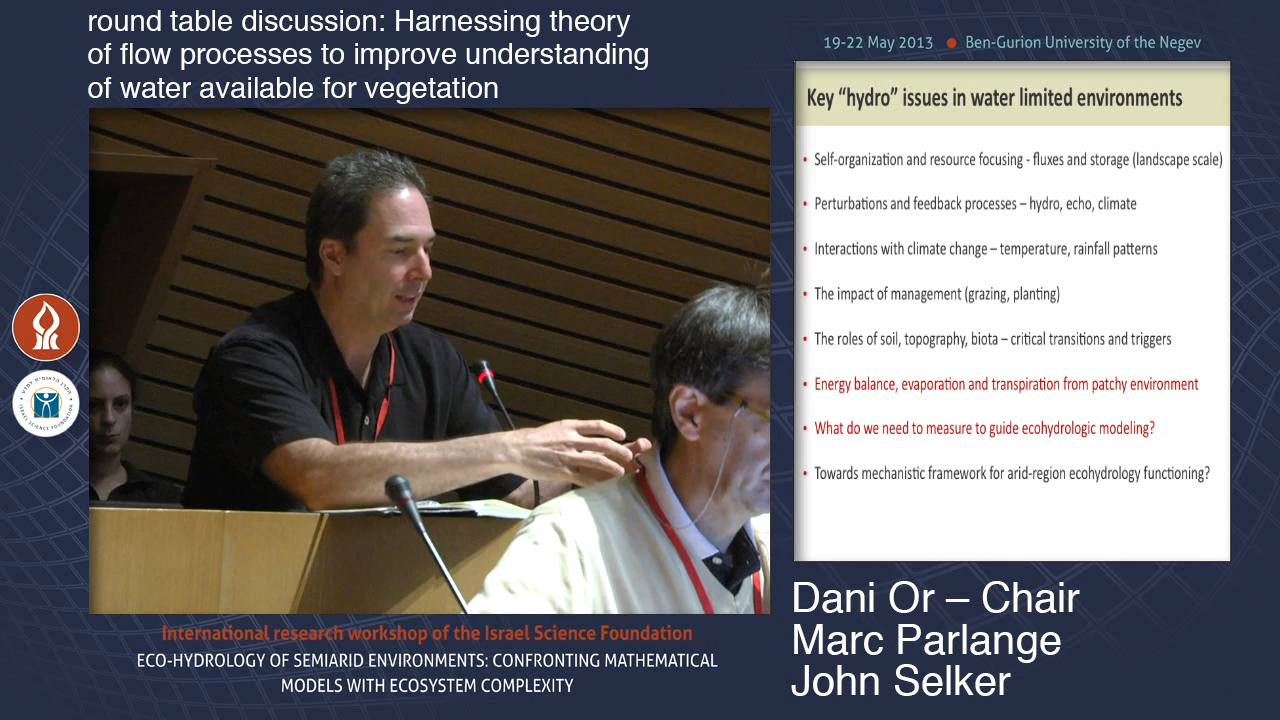 round table discussion: Harnessing theory
of flow processes to improve understanding
of water available for vegetation
19-22 May 2013 ● Ben-Gurion University of the Negev
Key “hydro” issues in water limited environments
• Self-organization and resource focusing - fluxes and storage (landscape scale)
• Perturbations and feedback processes – hydro, echo, climate
• Interactions with climate change – temperature, rainfall patterns
• The impact of management (grazing, planting)
• The roles of soil, topography, biota – critical transitions and triggers
• Energy balance, evaporation and transpiration from patchy environment
• What do we need to measure to guide ecohydrologic modeling?
• Towards mechanistic framework for arid-region ecohydrology functioning?
ISRAEL SCIENCE FOUNDATION
International research workshop of the Israel Science Foundation
ECO-HYDROLOGY OF SEMIARID ENVIRONMENTS: CONFRONTING MATHEMATICAL
MODELS WITH ECOSYSTEM COMPLEXITY
Dani Or – Chair
Marc Parlange
John Selker